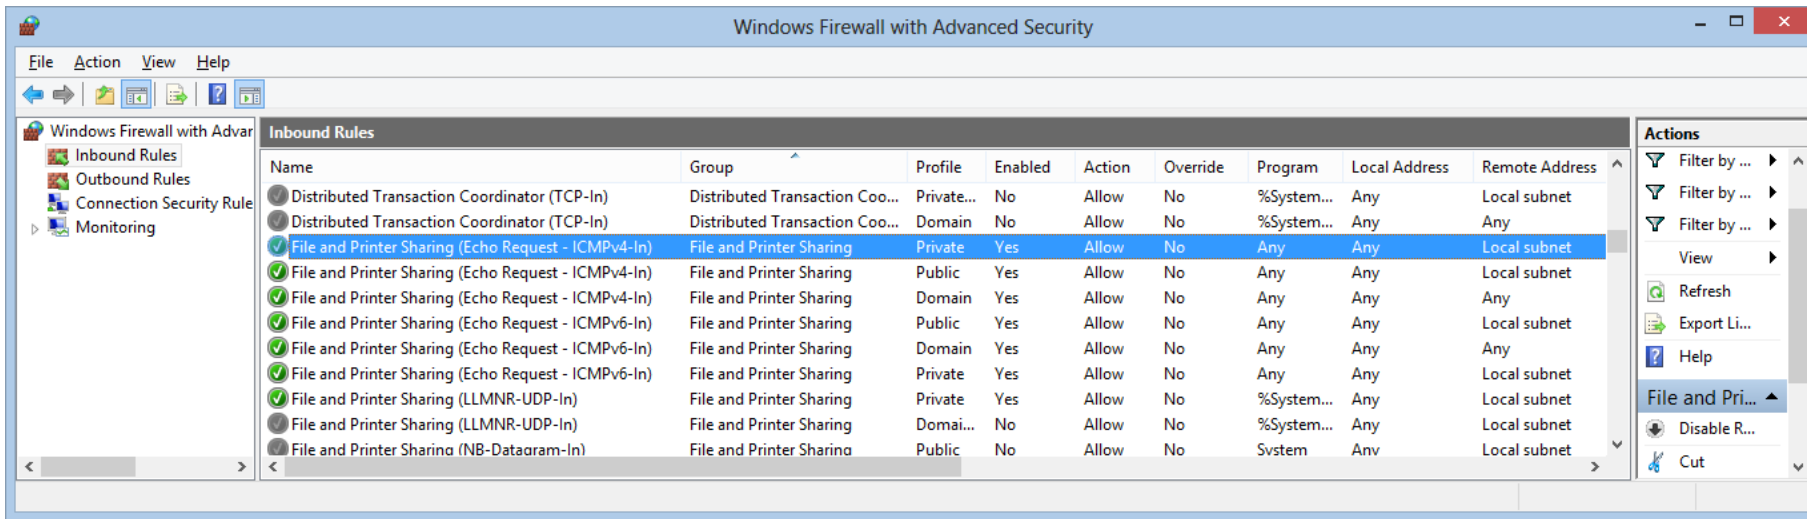 Windows Firewall with Advanced Security
File Action View Help
Windows Firewall with Advar
Inbound Rules
Outbound Rules
Connection Security Rule
Monitoring
Inbound Rules
Name Group Profile Enabled Action Override Program Local Address Remote Address
Distributed Transaction Coordinator (TCP-In) Distributed Transaction Coo... Private... No Allow No %System... Any Local subnet
Distributed Transaction Coordinator (TCP-In) Distributed Transaction Coo... Domain No Allow No %System... Any Any
File and Printer Sharing (Echo Request - ICMPv4-In) File and Printer Sharing Private Yes Allow No Any Any Local subnet
File and Printer Sharing (Echo Request - ICMPv4-In) File and Printer Sharing Public Yes Allow No Any Any Local subnet
File and Printer Sharing (Echo Request - ICMPv4-In) File and Printer Sharing Domain Yes Allow No Any Any Any
File and Printer Sharing (Echo Request - ICMPv6-In) File and Printer Sharing Public Yes Allow No Any Any Local subnet
File and Printer Sharing (Echo Request - ICMPv6-In) File and Printer Sharing Domain Yes Allow No Any Any Any
File and Printer Sharing (Echo Request - ICMPv6-In) File and Printer Sharing Private Yes Allow No Any Any Local subnet
File and Printer Sharing (LLMNR-UDP-In) File and Printer Sharing Private Yes Allow No %System... Any Local subnet
File and Printer Sharing (LLMNR-UDP-In) File and Printer Sharing Domai... No Allow No %System... Any Local subnet
File and Printer Sharing (NB-Datagram-In) File and Printer Sharing Public No Allow No System Any Local subnet
Actions
Filter by ...
Filter by ...
Filter by ...
View
Refresh
Export Li...
Help
File and Pri...
Disable R...
Cut